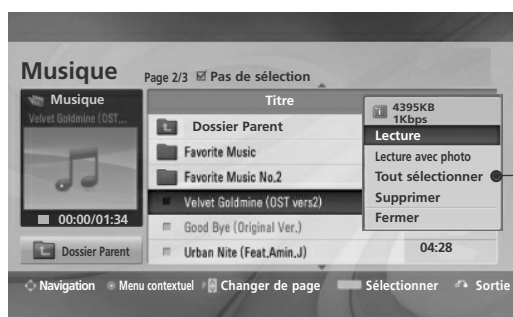 Musique
Page 2/3 Pas de sélection
Musique
Velvet Goldmine (OST...
00:00/01:34
Dossier Parent
Titre
Dossier Parent
Favorite Music
Favorite Music No.2
Velvet Goldmine (OST vers2)
Good Bye (Original Ver.)
Urban Nite (Feat.Amin.J)
04:28
4395KB
1Kbps
Lecture
Lecture avec photo
Tout sélectionner
Supprimer
Fermer
Navigation Menu contextuel Changer de page Sélectionner Sortie